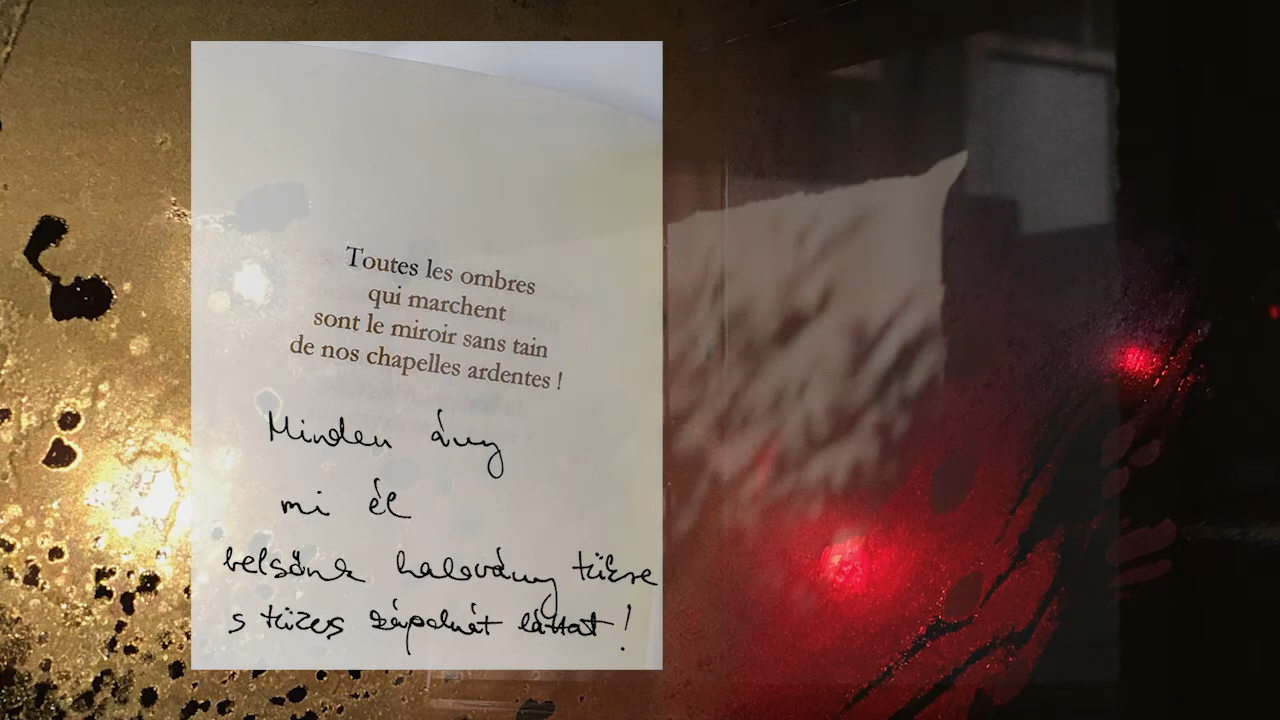 Toutes les ombres
qui marchent
sont le miroir sans tain
de nos chapelles ardentes !
Minden árny
mi él
belsőnk halovány tükre
s tüzes zápolnát láttat !